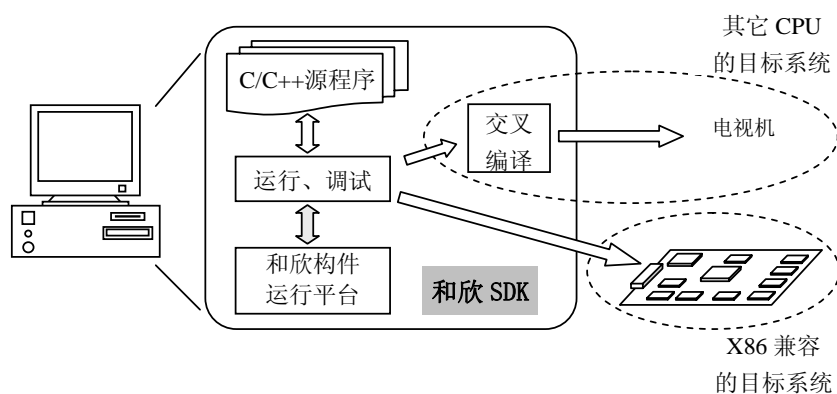 其它 CPU
的目标系统
C/C++源程序
交叉
编译
电视机
运行、调试
和欣构件
运行平台
和欣 SDK
X86 兼容
的目标系统